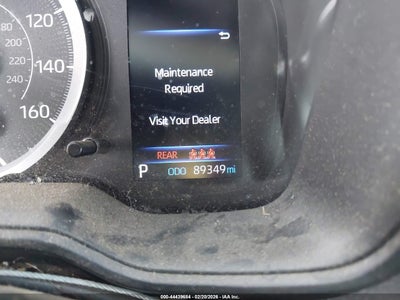 120
140
160
220
240
Maintenance
Required
Visit Your Dealer
REAR
P ODO 89349 mi
000-44439684 - 02/20/2026 - IAA Inc.